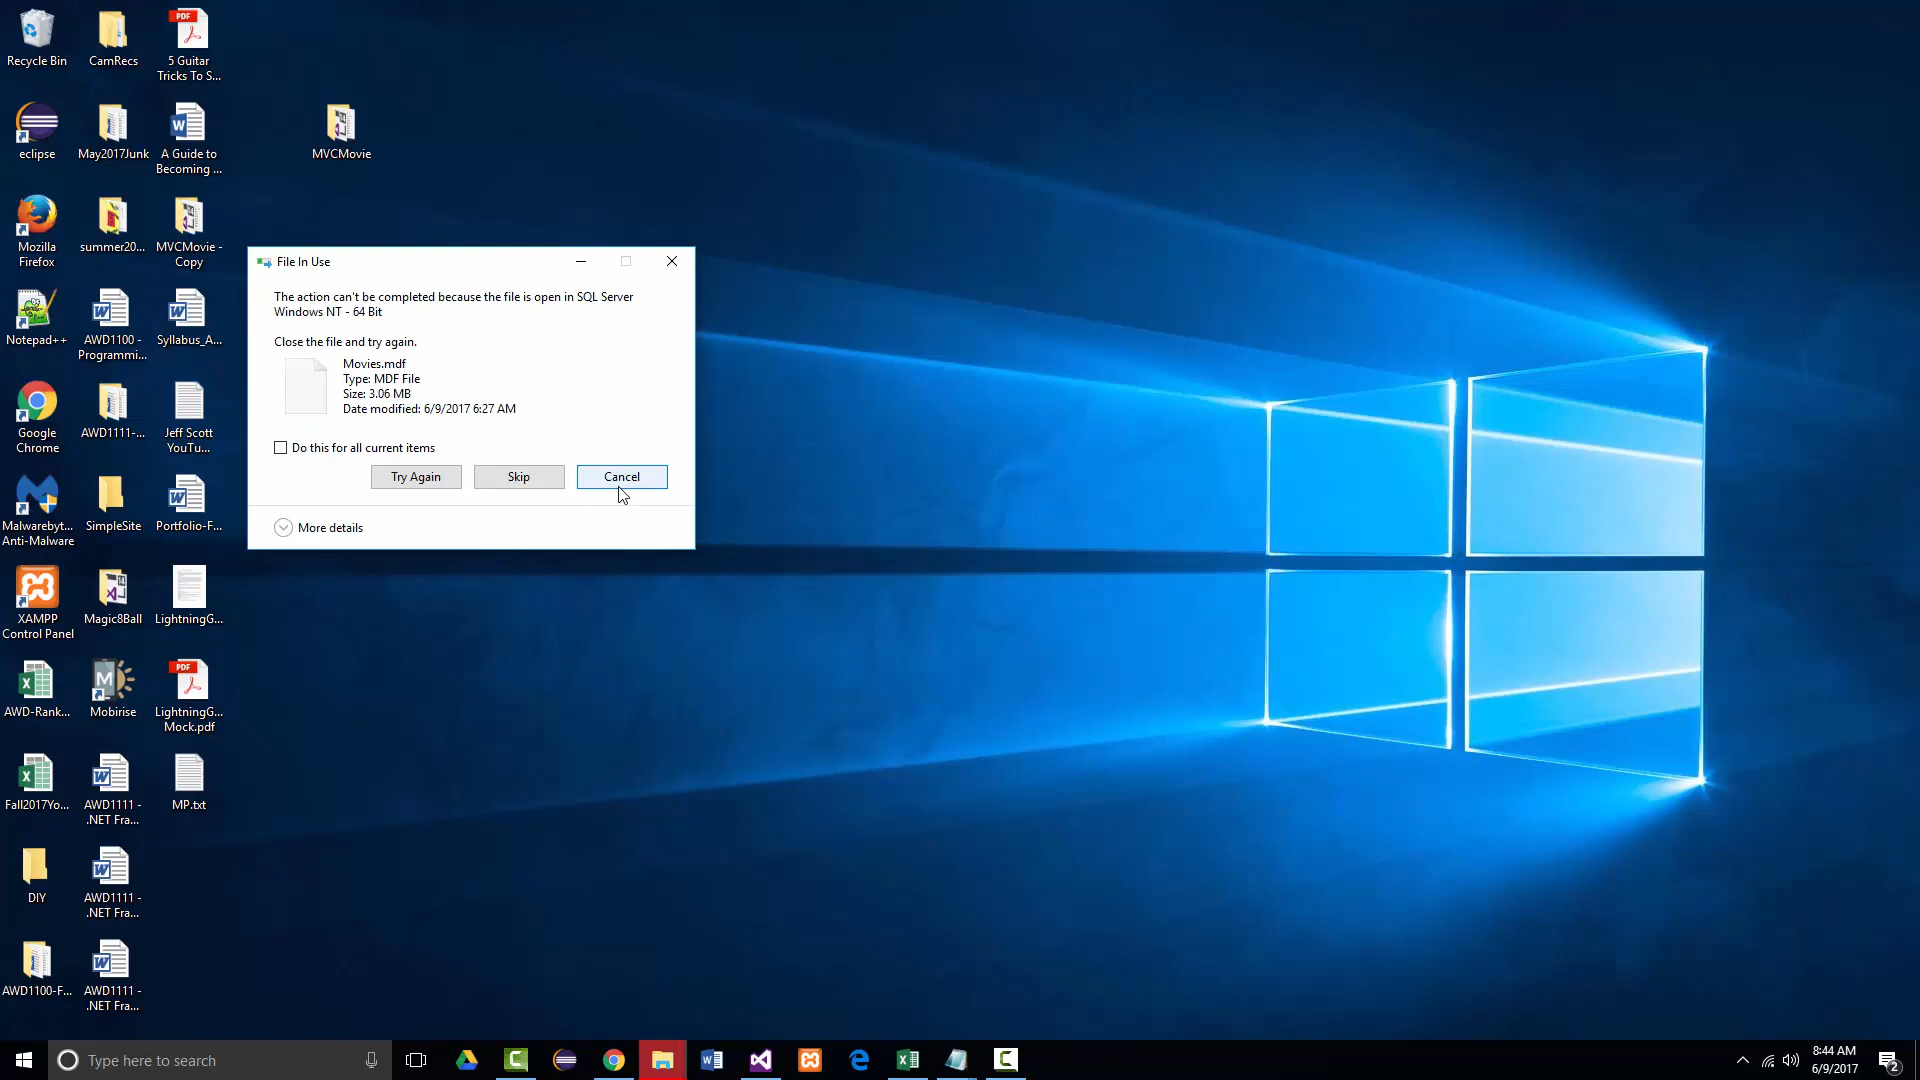 Recycle Bin
CamRecs
5 Guitar
Tricks To S...
eclipse
May2017Junk
A Guide to
Becoming ...
MVCMovie
Mozilla
Firefox
summer20...
MVCMovie -
Copy
Notepad++
AWD1100 -
Programmi...
Syllabus_A...
Google
Chrome
AWD1111-...
Jeff Scott
YouTu...
Malwarebyt...
Anti-Malware
SimpleSite
Portfolio-F...
XAMPP
Control Panel
Magic8Ball
LightningG...
AWD-Rank...
Mobirise
LightningG...
Mock.pdf
Fall2017Yo...
AWD1111 -
.NET Fra...
MP.txt
DIY
AWD1111 -
.NET Fra...
AWD1100-F...
AWD1111 -
.NET Fra...
File In Use
The action can't be completed because the file is open in SQL Server
Windows NT - 64 Bit
Close the file and try again.
Movies.mdf
Type: MDF File
Size: 3.06 MB
Date modified: 6/9/2017 6:27 AM
Do this for all current items
Try Again
Skip
Cancel
More details
Type here to search
8:44 AM
6/9/2017
2